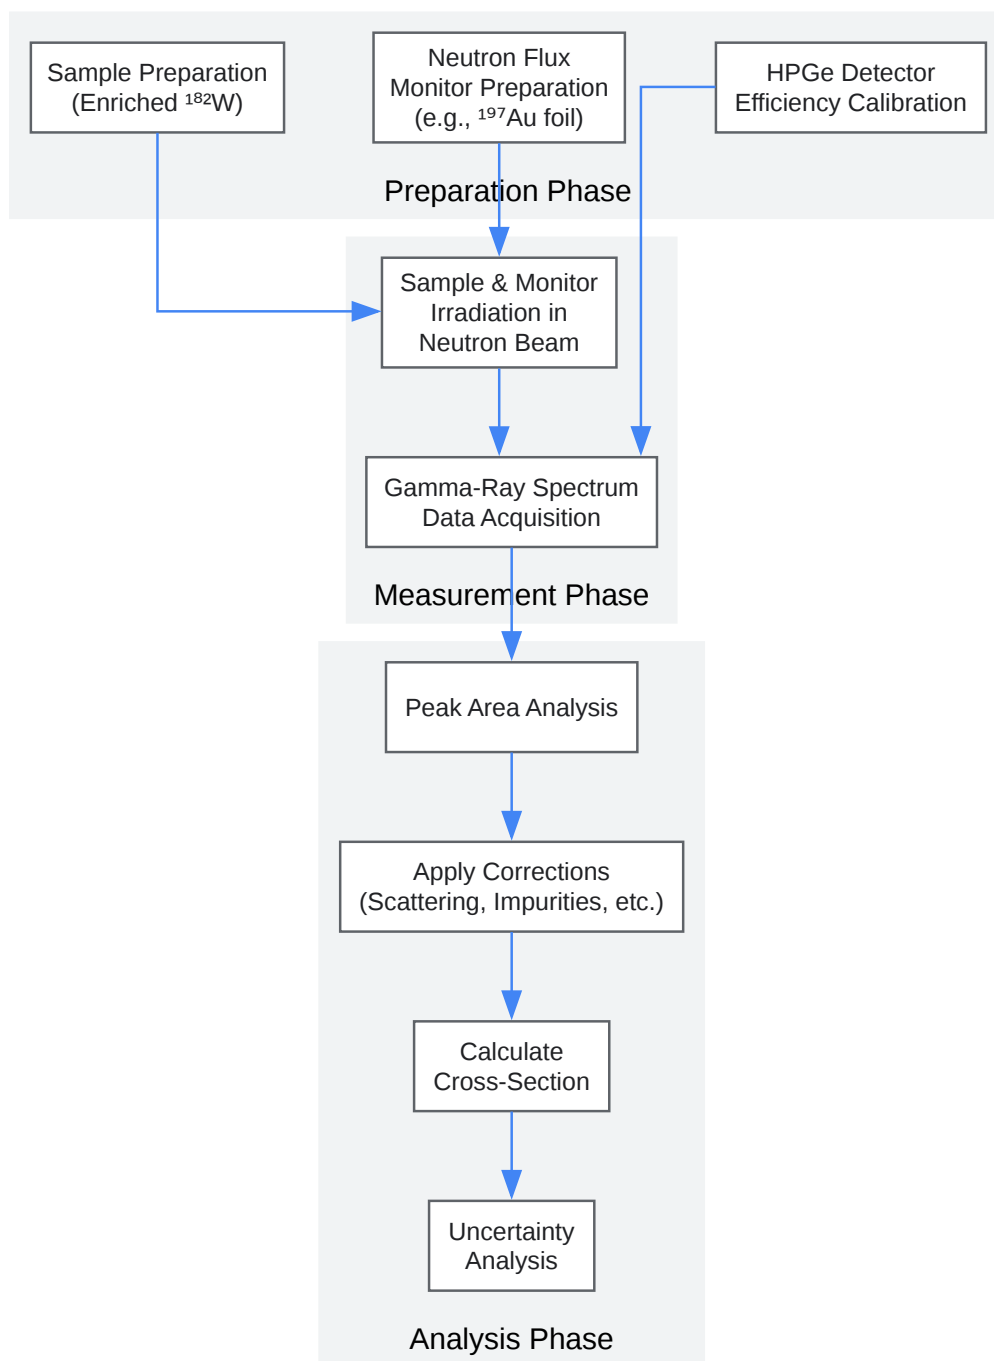 Sample Preparation
(Enriched ¹⁸²W)
Neutron Flux
Monitor Preparation
(e.g., ¹⁹⁷Au foil)
HPGe Detector
Efficiency Calibration
Preparation Phase
Sample & Monitor
Irradiation in
Neutron Beam
Gamma-Ray Spectrum
Data Acquisition
Measurement Phase
Peak Area Analysis
Apply Corrections
(Scattering, Impurities, etc.)
Calculate
Cross-Section
Uncertainty
Analysis
Analysis Phase